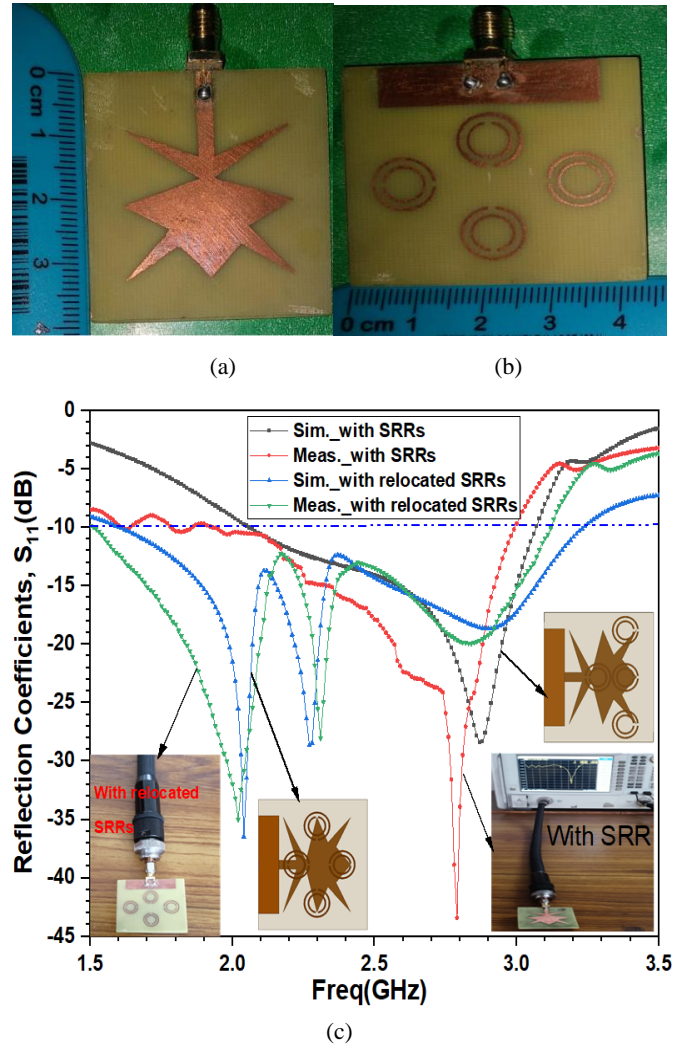 0 cm
1
2
3
0 cm 1 2 3 4
(a)
(b)
Sim._with SRRs
Meas._with SRRs
Sim._with relocated SRRs
Meas._with relocated SRRs
With relocated
SRRs
With SRR
0
-5
-10
-15
-20
-25
-30
-35
-40
-45
1.5 2.0 2.5 3.0 3.5
Reflection Coefficients, S11(dB)
Freq(GHz)
(c)